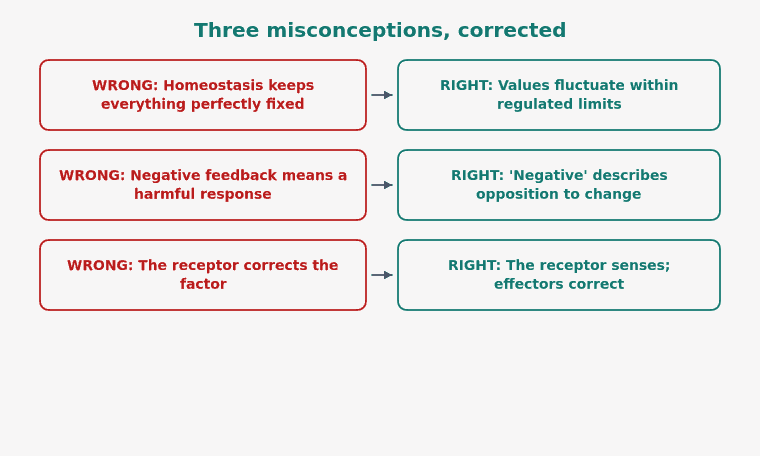 Three misconceptions, corrected
WRONG: Homeostasis keeps
everything perfectly fixed
RIGHT: Values fluctuate within
regulated limits
WRONG: Negative feedback means a
harmful response
RIGHT: 'Negative' describes
opposition to change
WRONG: The receptor corrects the
factor
RIGHT: The receptor senses;
effectors correct